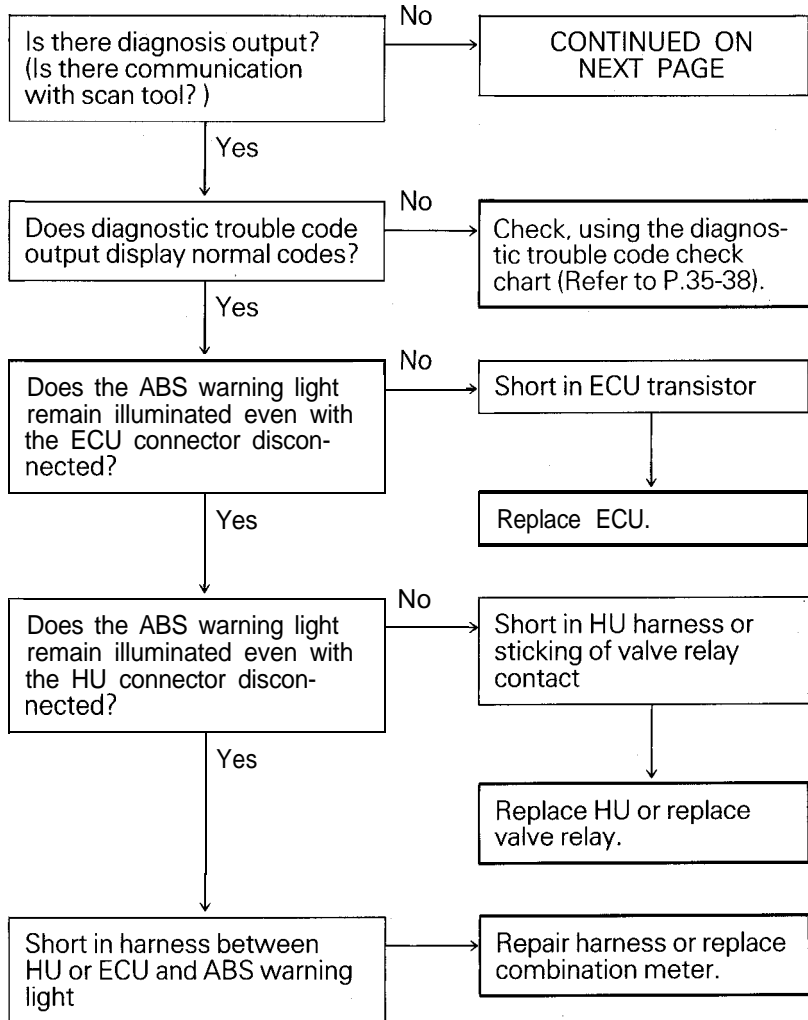 Is there diagnosis output?
(Is there communication
with scan tool? )
No
CONTINUED ON
NEXT PAGE
Yes
Does diagnostic trouble code
output display normal codes?
No
Check, using the diagnos-
tic trouble code check
chart (Refer to P.35-38).
Yes
Does the ABS warning light
remain illuminated even with
the ECU connector discon-
nected?
No
Short in ECU transistor
Replace ECU.
Yes
Does the ABS warning light
remain illuminated even with
the HU connector discon-
nected?
No
Short in HU harness or
sticking of valve relay
contact
Replace HU or replace
valve relay.
Yes
Short in harness between
HU or ECU and ABS warning
light
Repair harness or replace
combination meter.